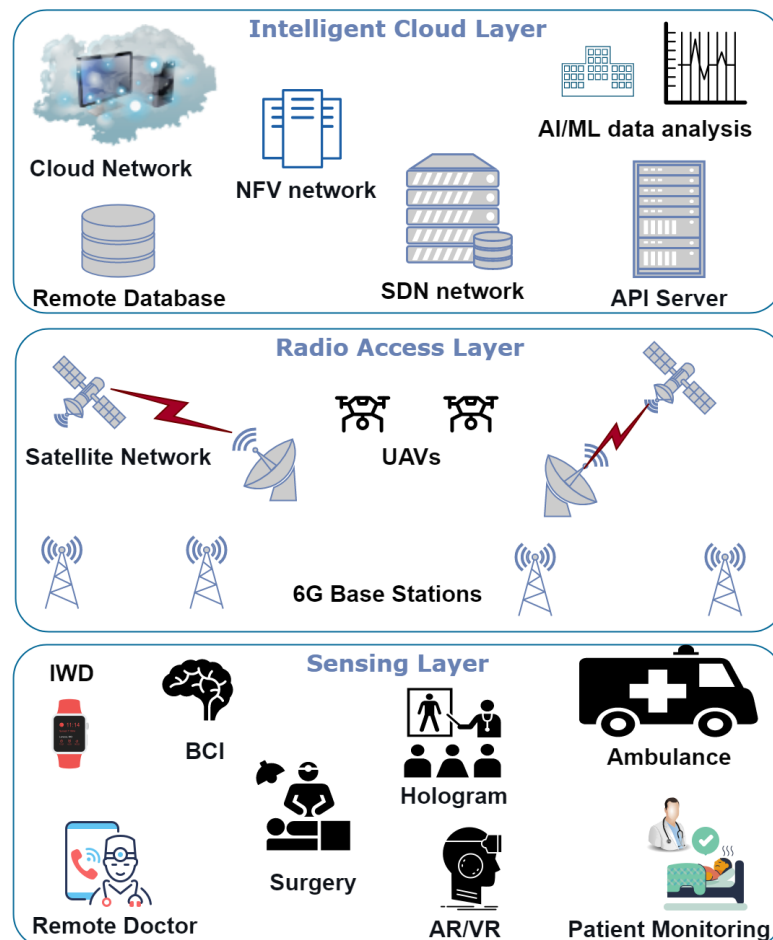 Intelligent Cloud Layer
AI/ML data analysis
Cloud Network
NFV network
Remote Database
SDN network
API Server
Radio Access Layer
Satellite Network
UAVs
6G Base Stations
Sensing Layer
IWD
11:14
BCI
Ambulance
Hologram
Surgery
Remote Doctor
AR/VR
Patient Monitoring